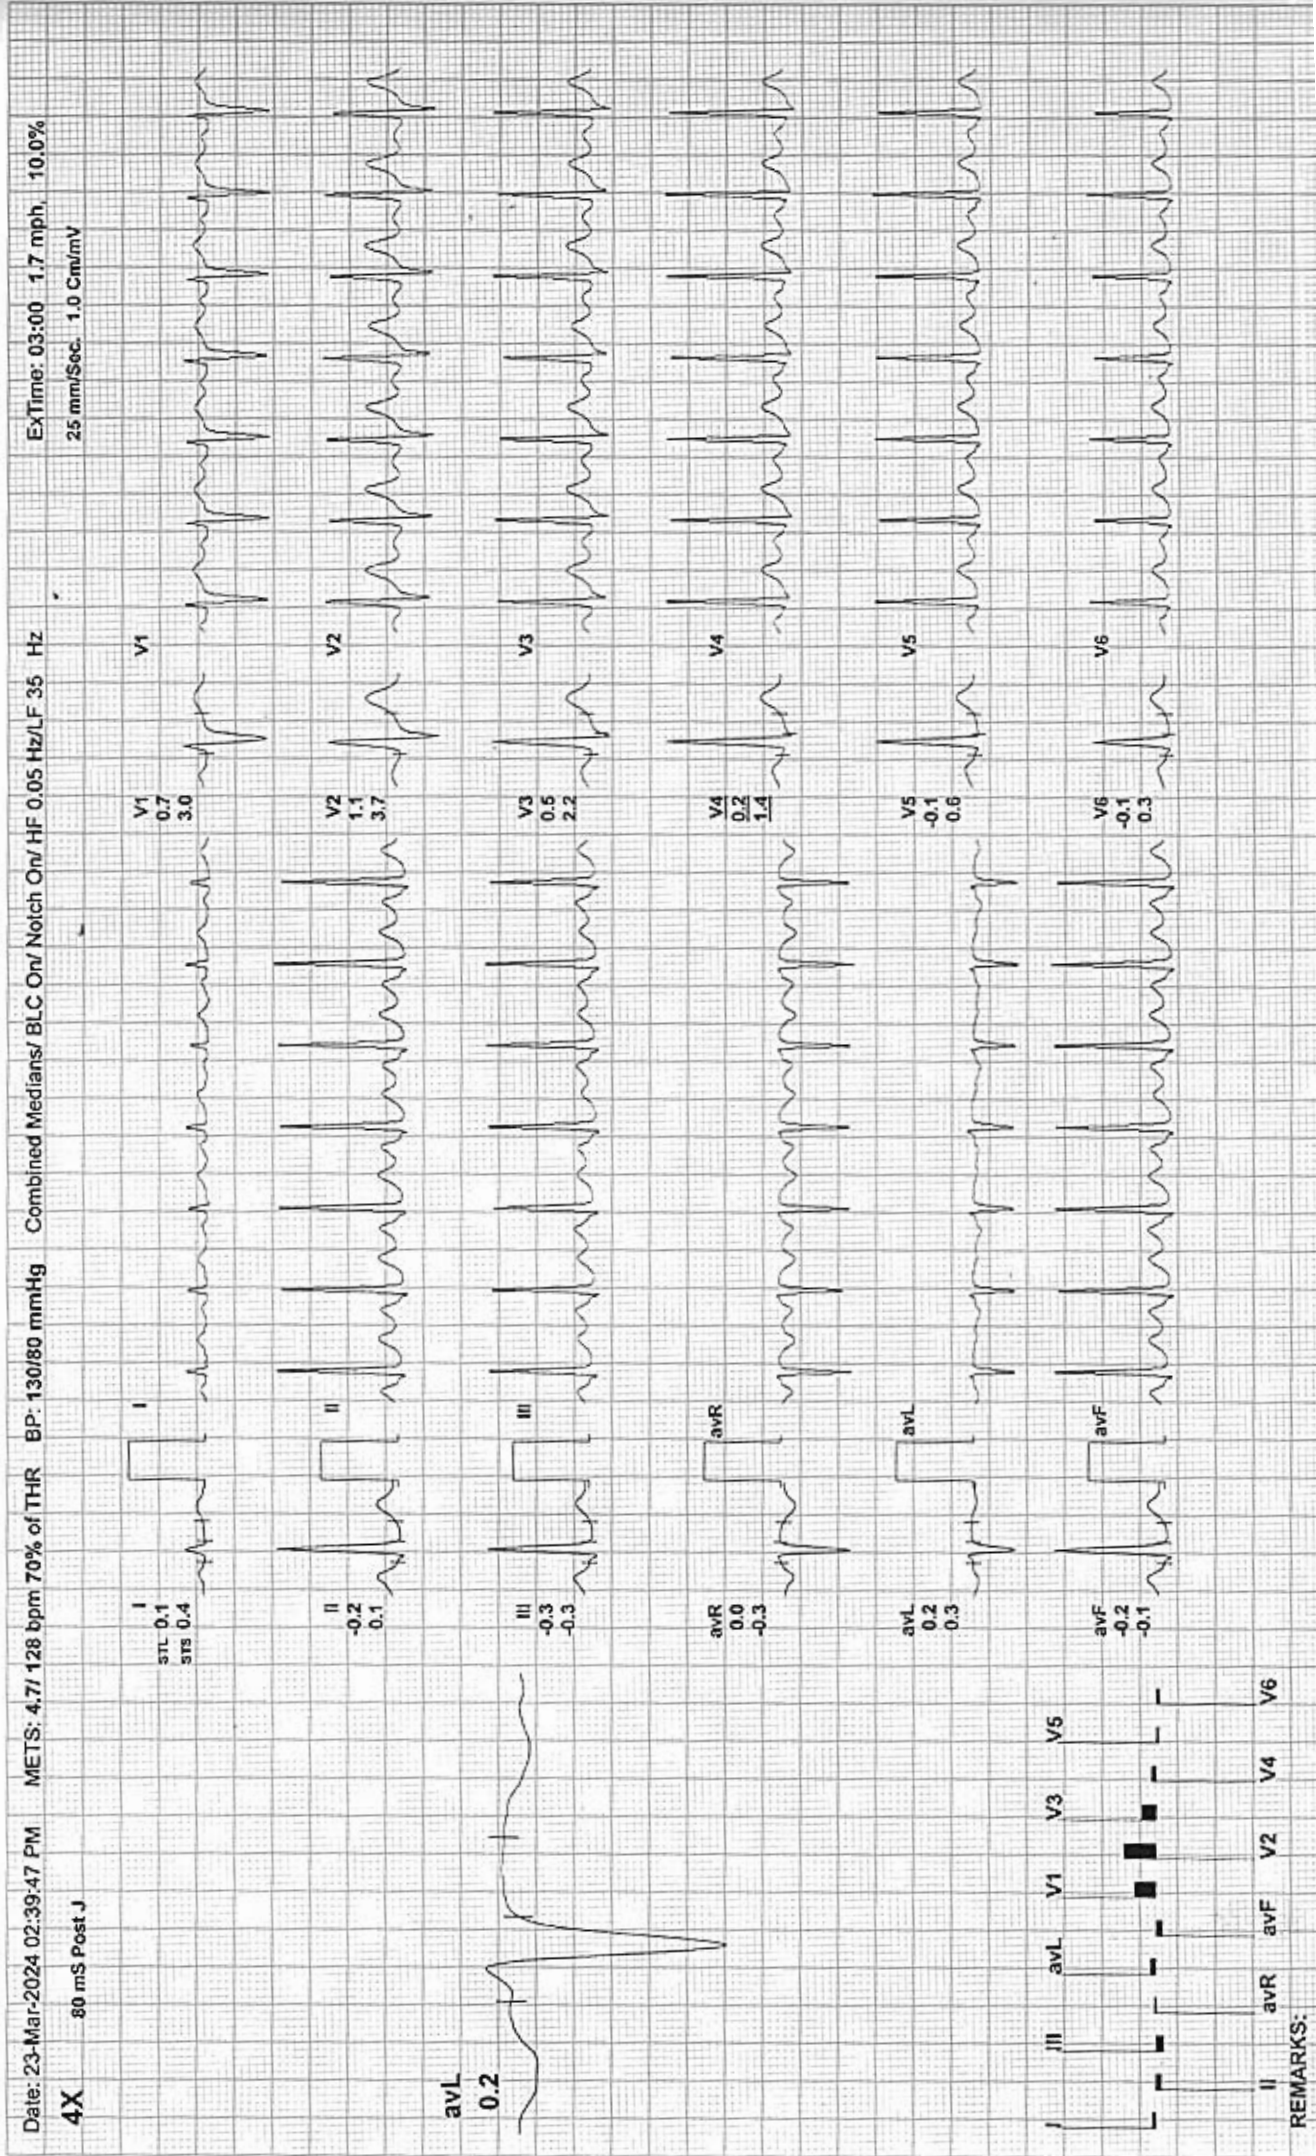 Date: 23-Mar-2024 02:39:47 PM METS: 4.7/ 128 bpm 70% of THR BP: 130/80 mmHg Combined Medians/ BLC On/ Notch On/ HF 0.05 Hz/LF 35 Hz ExTime: 03:00 1.7 mph, 10.0%
4X 80 mS Post J 25 mm/Sec. 1.0 Cm/mV
avL
0.2
I
STL 0.1
STS 0.4
I
V1
0.7
3.0
V1
II
-0.2
0.1
II
V2
1.1
3.7
V2
III
-0.3
-0.3
III
V3
0.5
2.2
V3
avR
0.0
-0.3
avR
V4
0.2
1.4
V4
avL
0.2
0.3
avL
V5
-0.1
0.6
V5
avF
-0.2
-0.1
avF
V6
-0.1
0.3
V6
I III avL V1 V3 V5
II avR avF V2 V4 V6
REMARKS: